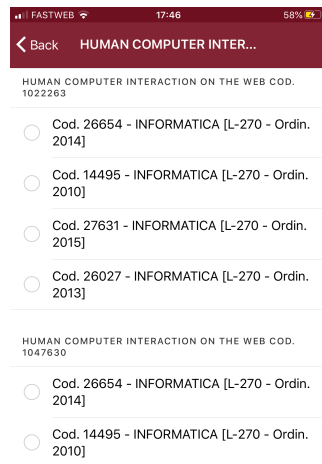 FASTWEB 17:46 58%
Back HUMAN COMPUTER INTER...
HUMAN COMPUTER INTERACTION ON THE WEB COD.
1022263
Cod. 26654 - INFORMATICA [L-270 - Ordin.
2014]
Cod. 14495 - INFORMATICA [L-270 - Ordin.
2010]
Cod. 27631 - INFORMATICA [L-270 - Ordin.
2015]
Cod. 26027 - INFORMATICA [L-270 - Ordin.
2013]
HUMAN COMPUTER INTERACTION ON THE WEB COD.
1047630
Cod. 26654 - INFORMATICA [L-270 - Ordin.
2014]
Cod. 14495 - INFORMATICA [L-270 - Ordin.
2010]